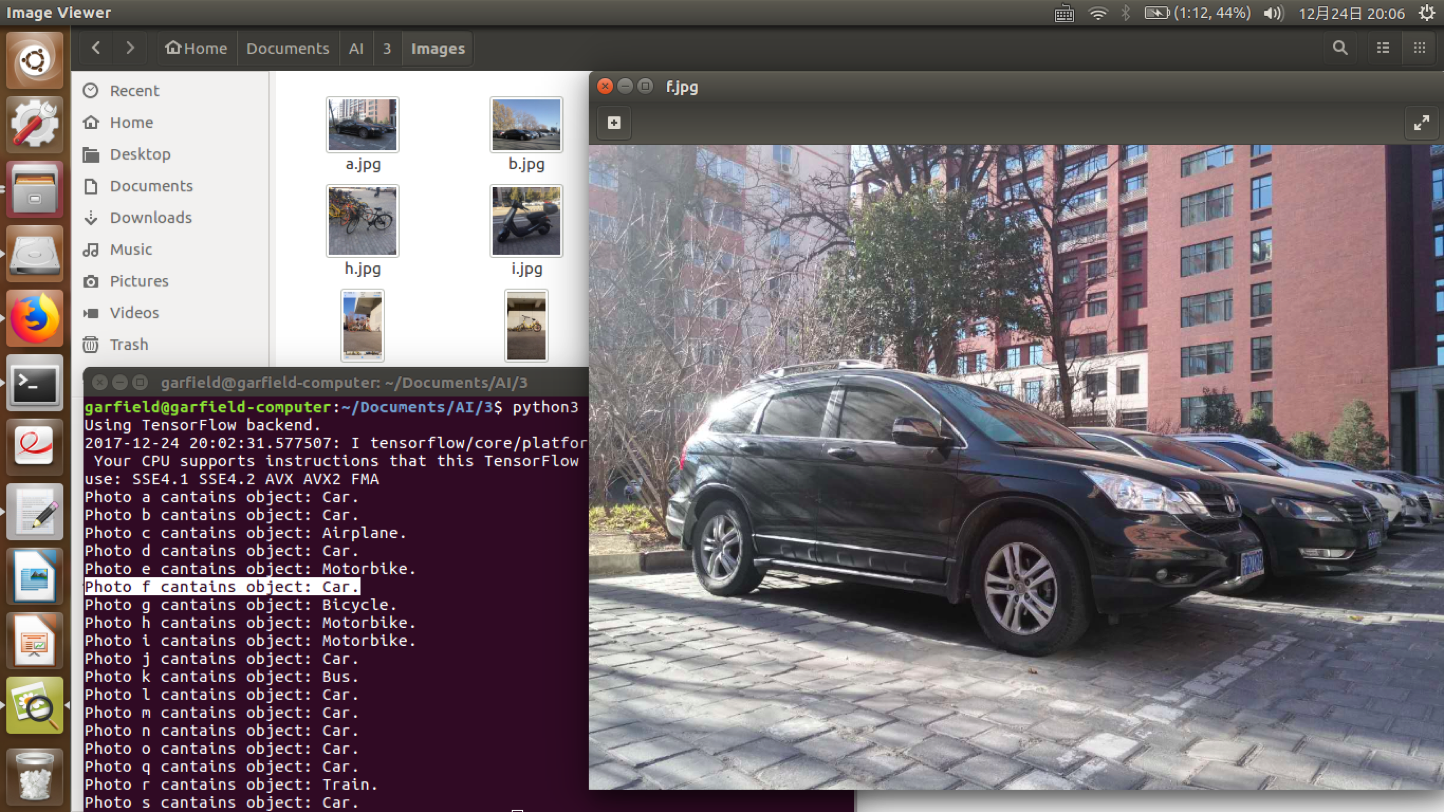 Image Viewer
(1:12, 44%)
12月24日 20:06
Home
Documents
AI
3
Images
Recent
Home
Desktop
Documents
Downloads
Music
Pictures
Videos
Trash
a.jpg
b.jpg
h.jpg
i.jpg
f.jpg
garfield@garfield-computer: ~/Documents/AI/3
garfield@garfield-computer:~/Documents/AI/3$ python3
Using TensorFlow backend.
2017-12-24 20:02:31.577507: I tensorflow/core/platfor
Your CPU supports instructions that this TensorFlow
use: SSE4.1 SSE4.2 AVX AVX2 FMA
Photo a cantains object: Car.
Photo b cantains object: Car.
Photo c cantains object: Airplane.
Photo d cantains object: Car.
Photo e cantains object: Motorbike.
Photo f cantains object: Car.
Photo g cantains object: Bicycle.
Photo h cantains object: Motorbike.
Photo i cantains object: Motorbike.
Photo j cantains object: Car.
Photo k cantains object: Bus.
Photo l cantains object: Car.
Photo m cantains object: Car.
Photo n cantains object: Car.
Photo o cantains object: Car.
Photo q cantains object: Car.
Photo r cantains object: Train.
Photo s cantains object: Car.